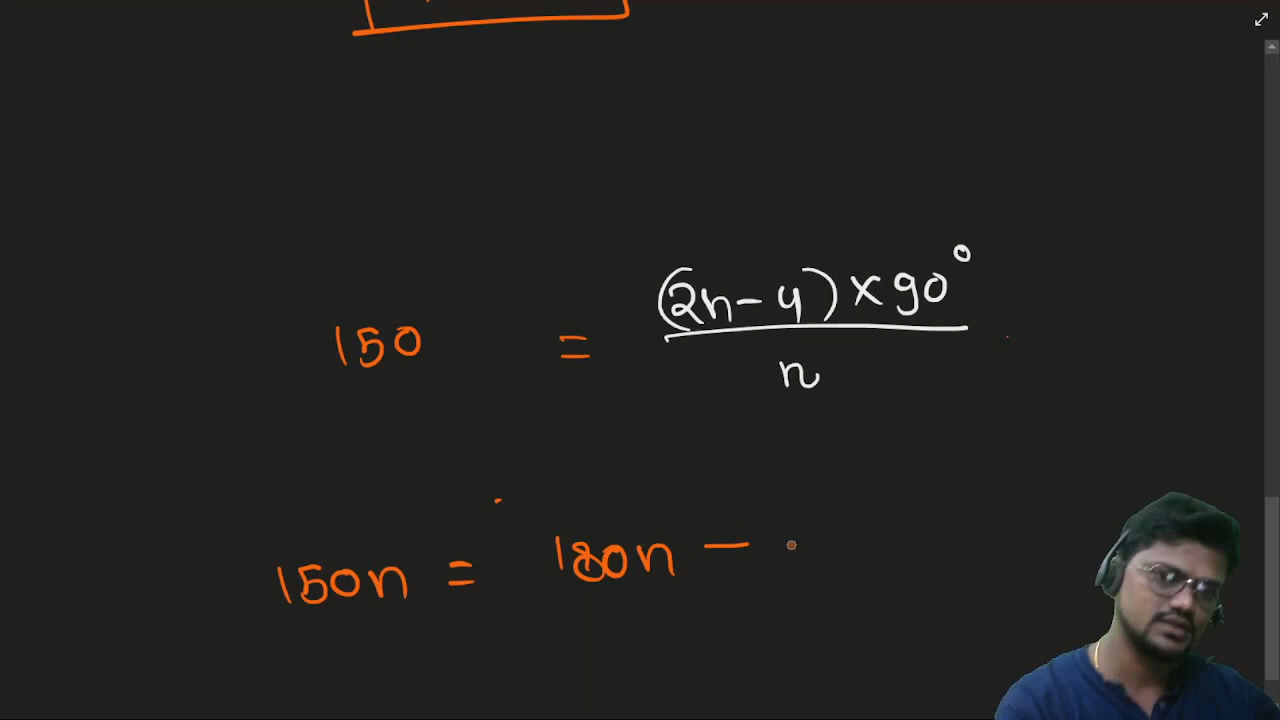 150 = (2n-4) × 90°
n
150n = 180n —